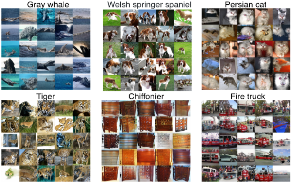 Gray whale
Welsh springer spaniel
Persian cat
Tiger
Chiffonier
Fire truck